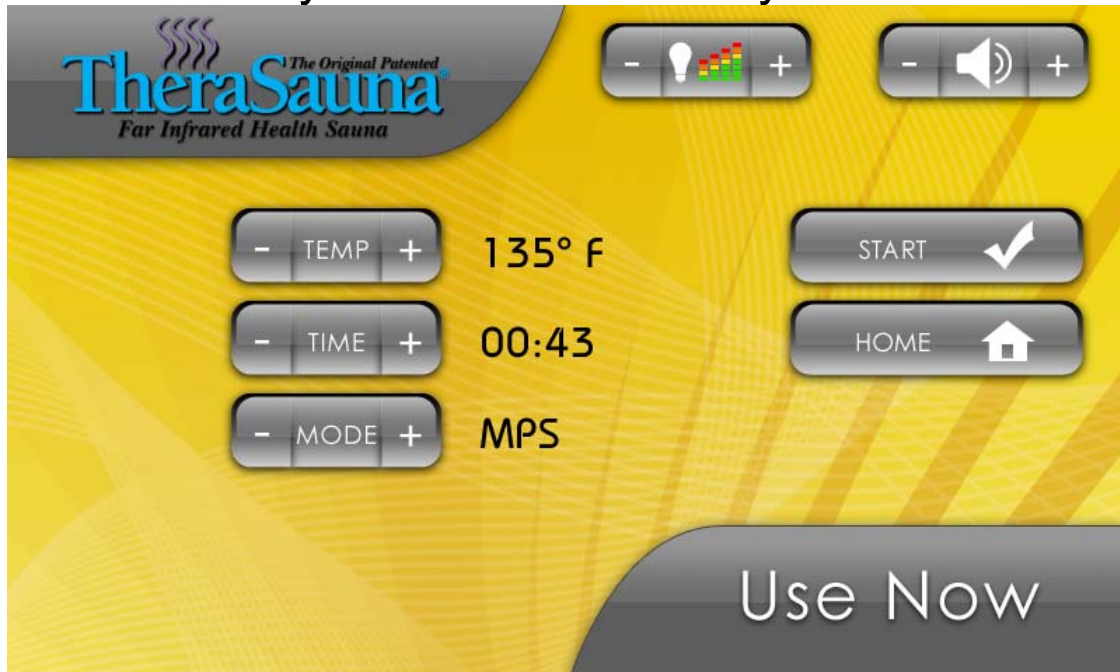 The Original Patented
TheraSauna®
Far Infrared Health Sauna
- +
- +
- TEMP + 135° F
START
- TIME + 00:43
HOME
- MODE + MPS
Use Now